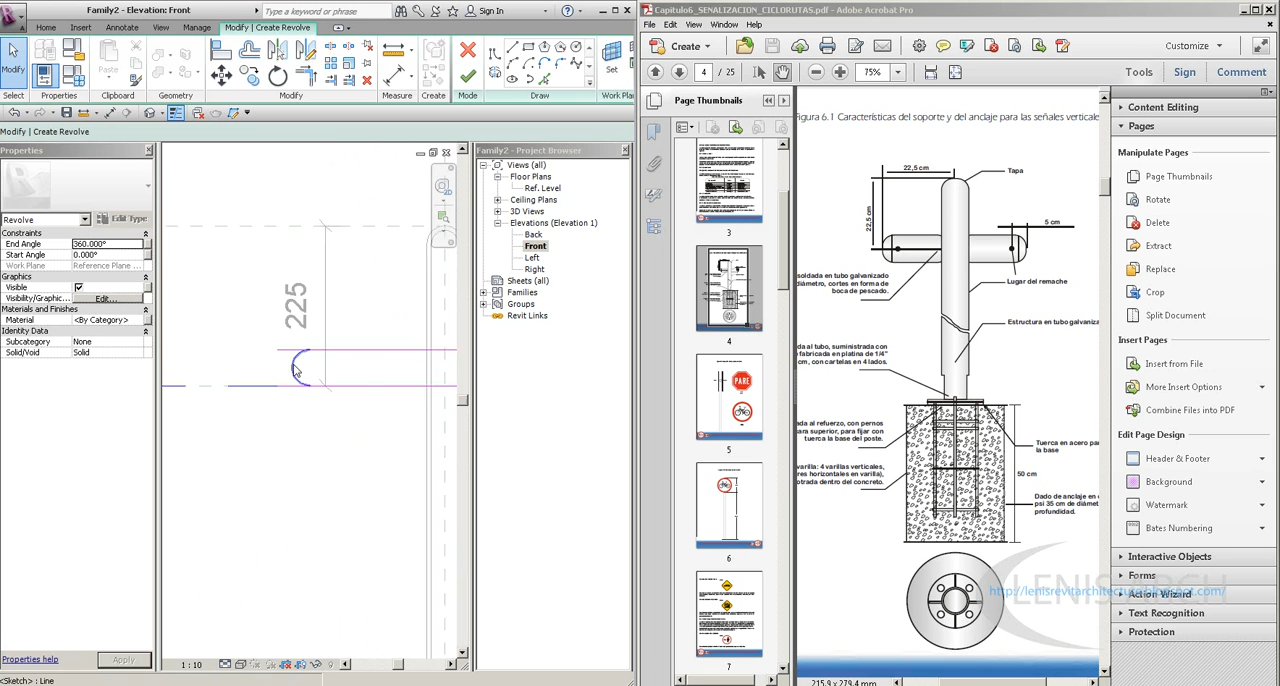 Family2 - Elevation: Front
Type a keyword or phrase
Sign In
Home
Insert
Annotate
View
Manage
Modify | Create Revolve
Modify
Paste
Set
Select
Properties
Clipboard
Geometry
Modify
Measure
Create
Mode
Draw
Work Plane
Modify | Create Revolve
Properties
Revolve
Edit Type
Constraints
End Angle 360.000°
Start Angle 0.000°
Work Plane Reference Plane ...
Graphics
Visible
Visibility/Graphic... Edit...
Materials and Finishes
Material <By Category>
Identity Data
Subcategory None
Solid/Void Solid
Properties help
Apply
<Sketch> : Line
225
1 : 10
Family2 - Project Browser
Views (all)
Floor Plans
Ref. Level
Ceiling Plans
3D Views
Elevations (Elevation 1)
Back
Front
Left
Right
Sheets (all)
Families
Groups
Revit Links
Capitulo6_SENALIZACION_CICLORUTAS.pdf - Adobe Acrobat Pro
File Edit View Window Help
Create
Customize
4 / 25
75%
Tools
Sign
Comment
Page Thumbnails
3
4
5
PARE
6
7
Figura 6.1 Características del soporte y del anclaje para las señales verticale
22,5 cm
Tapa
22,5 cm
5 cm
soldada en tubo galvanizado
diámetro, cortes en forma de
boca de pescado.
Lugar del remache
Estructura en tubo galvaniza
da al tubo, suministrada con
fabricada en platina de 1/4"
cm, con cartelas en 4 lados.
ada al refuerzo, con pernos
para superior, para fijar con
tuerca la base del poste.
Tuerca en acero par
la base
varilla: 4 varillas verticales,
res horizontales en varilla),
otrada dentro del concreto.
50 cm
Dado de anclaje en c
psi 35 cm de diáme
profundidad.
LENIS ARCH
http://lenisrevitarchitectural.blogspot.com/
215,9 x 279,4 mm
Content Editing
Pages
Manipulate Pages
Page Thumbnails
Rotate
Delete
Extract
Replace
Crop
Split Document
Insert Pages
Insert from File
More Insert Options
Combine Files into PDF
Edit Page Design
Header & Footer
Background
Watermark
Bates Numbering
Interactive Objects
Forms
Action Wizard
Text Recognition
Protection